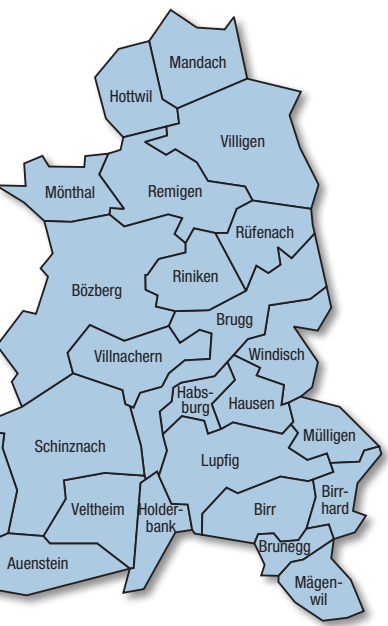 Mandach
Hottwil
Villigen
Mönthal
Remigen
Rüfenach
Riniken
Bözberg
Brugg
Villnachern
Windisch
Habs-
burg
Hausen
Mülligen
Schinznach
Lupfig
Birr-
hard
Veltheim
Holder-
bank
Birr
Brunegg
Auenstein
Mägen-
wil